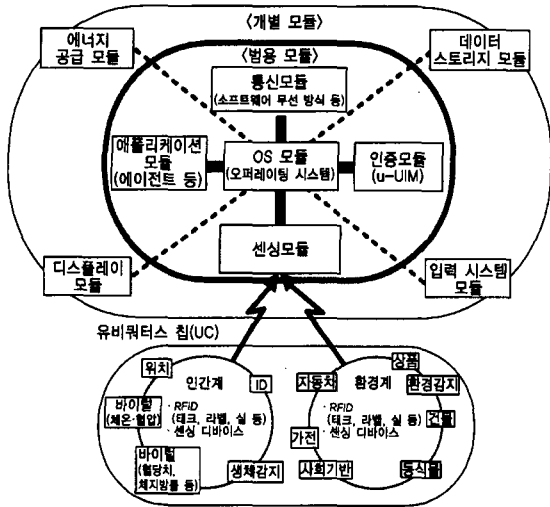 〈개별 모듈〉
에너지
공급 모듈
데이터
스토리지 모듈
〈범용 모듈〉
통신모듈
(소프트웨어 무선 방식 등)
애플리케이션
모듈
(에이전트 등)
OS 모듈
(오퍼레이팅 시스템)
인증모듈
(u-UIM)
센싱모듈
디스플레이
모듈
입력 시스템
모듈
유비쿼터스 칩(UC)
위치
인간계
ID
· RFID
(태크, 라벨, 실 등)
· 센싱 디바이스
바이털
(체온·혈압)
바이털
(혈당치,
체지방률 등)
생체감지
상품
자동차
환경계
환경감지
· RFID
(태크, 라벨, 실 등)
· 센싱 디바이스
건물
가전
사회기반
동식물